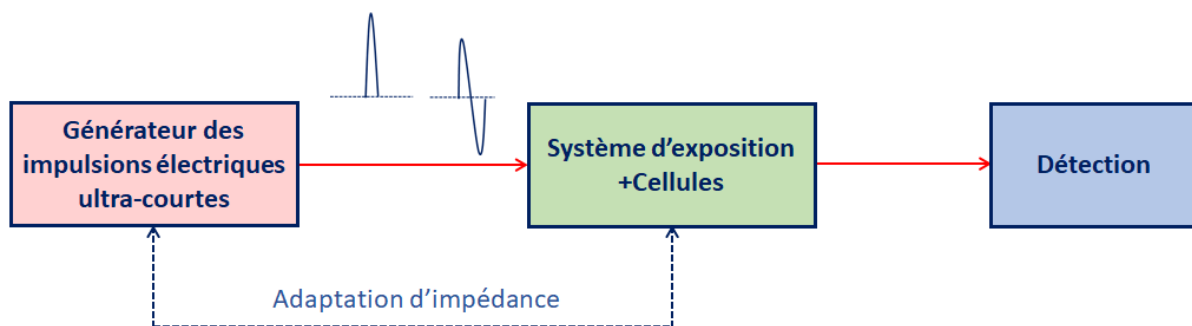 Générateur des
impulsions électriques
ultra-courtes
Système d’exposition
+Cellules
Détection
Adaptation d’impédance